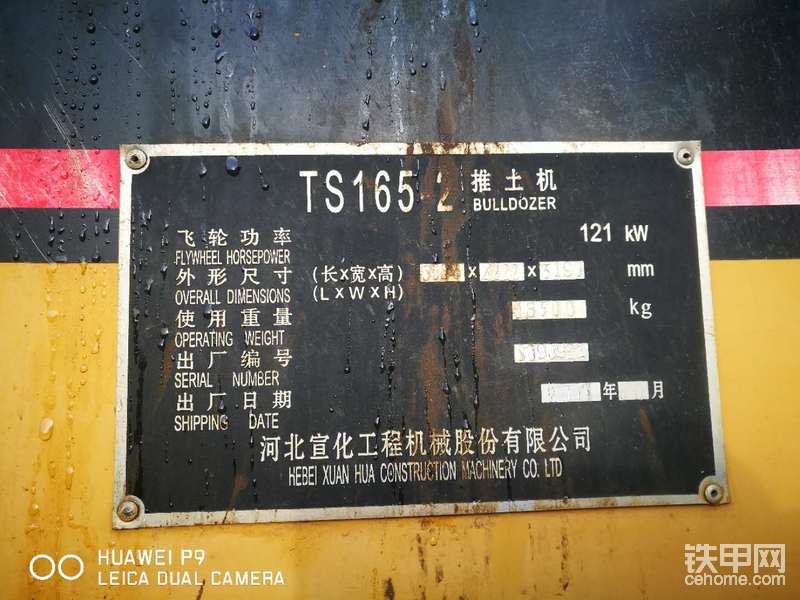 TS165-2 推土机
BULLDOZER
飞轮功率 121 kW
FLYWHEEL HORSEPOWER
外形尺寸 (长x宽x高) x x mm
OVERALL DIMENSIONS (LxWxH)
使用重量 18500 kg
OPERATING WEIGHT
出厂编号
SERIAL NUMBER
出厂日期 年 月
SHIPPING DATE
河北宣化工程机械股份有限公司
HEBEI XUAN HUA CONSTRUCTION MACHINERY CO. LTD
HUAWEI P9
LEICA DUAL CAMERA
铁甲网
cehome.com